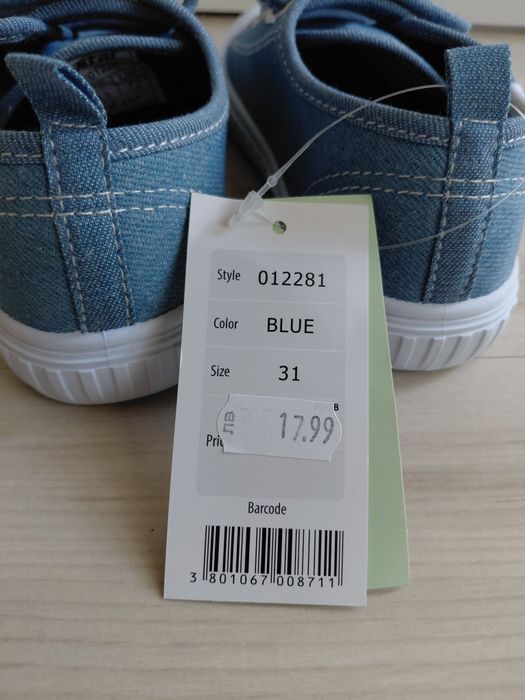 Style 012281
Color BLUE
Size 31
B
ЛВ 17.99
Barcode
3 801067 008711